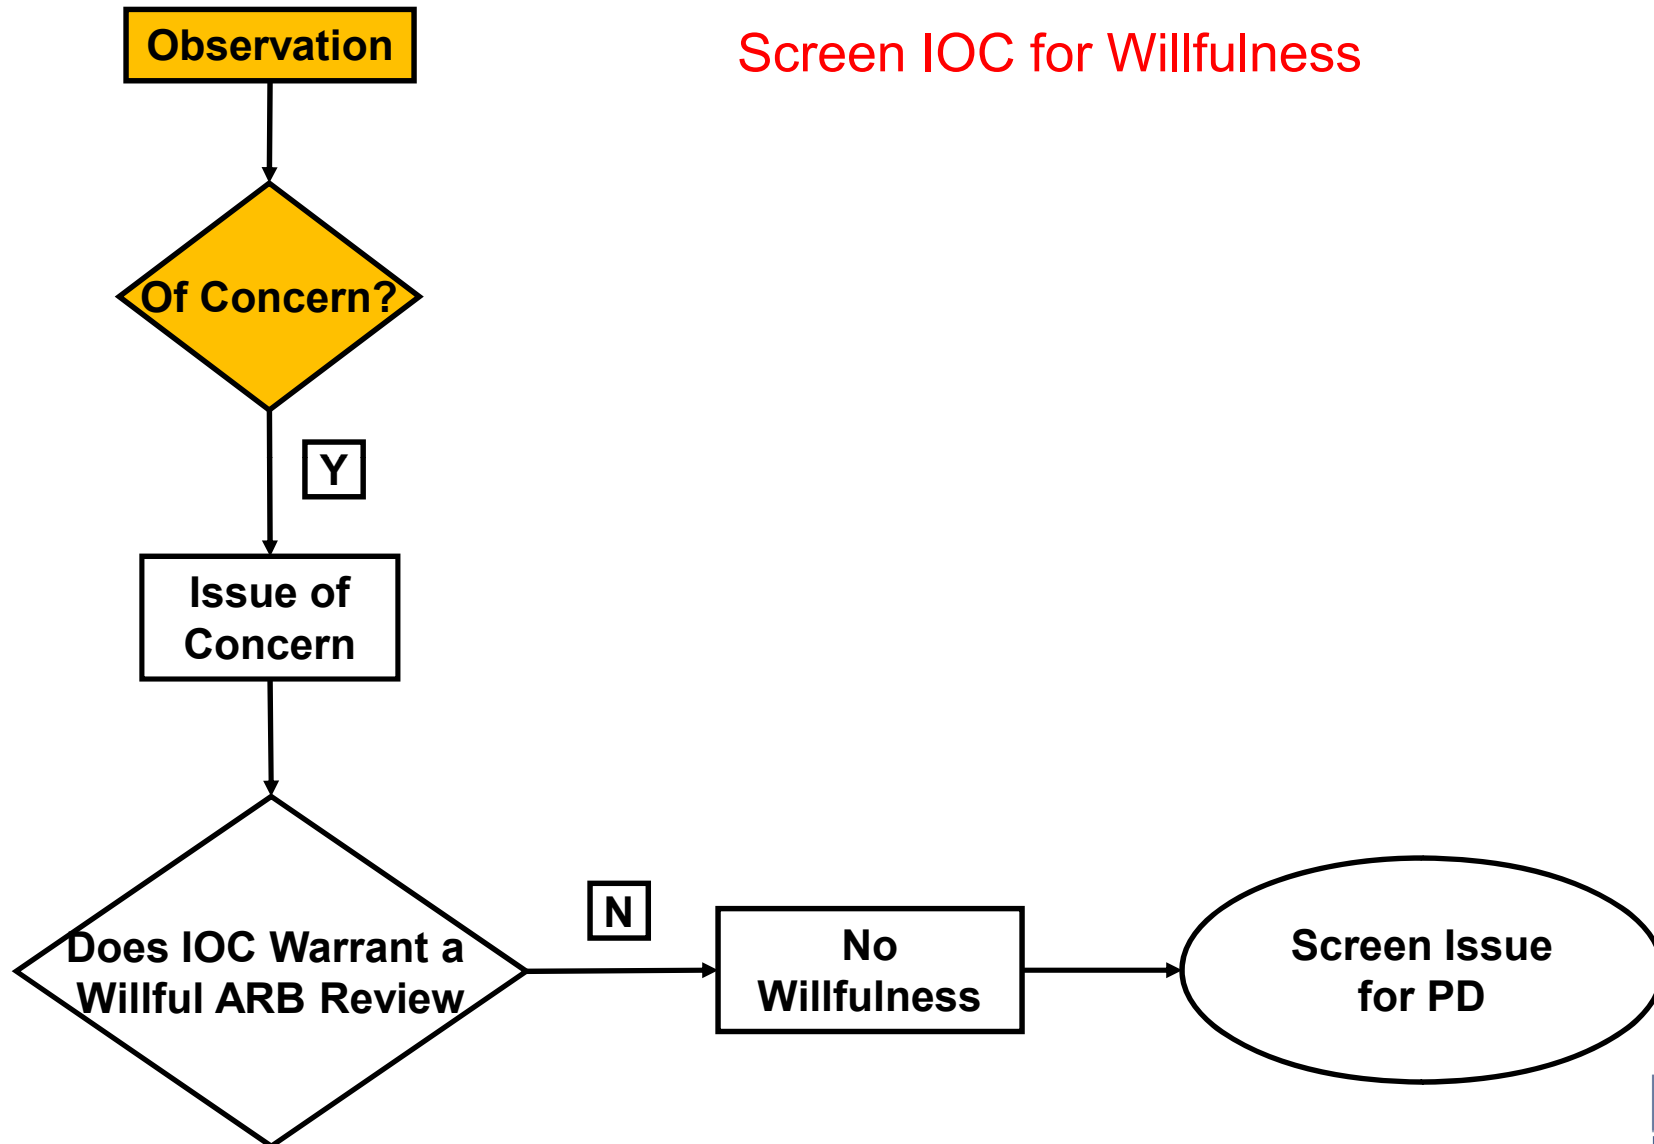 Observation
Screen IOC for Willfulness
Of Concern?
Y
Issue of
Concern
Does IOC Warrant a
Willful ARB Review
N
No
Willfulness
Screen Issue
for PD